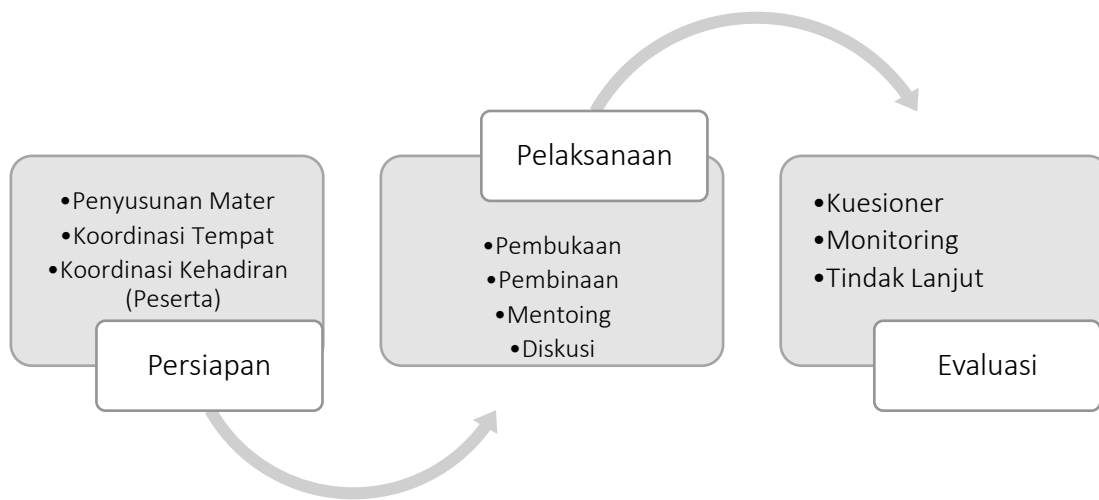 •Penyusunan Mater
•Koordinasi Tempat
•Koordinasi Kehadiran
(Peserta)
Persiapan
Pelaksanaan
•Pembukaan
•Pembinaan
•Mentoing
•Diskusi
•Kuesioner
•Monitoring
•Tindak Lanjut
Evaluasi